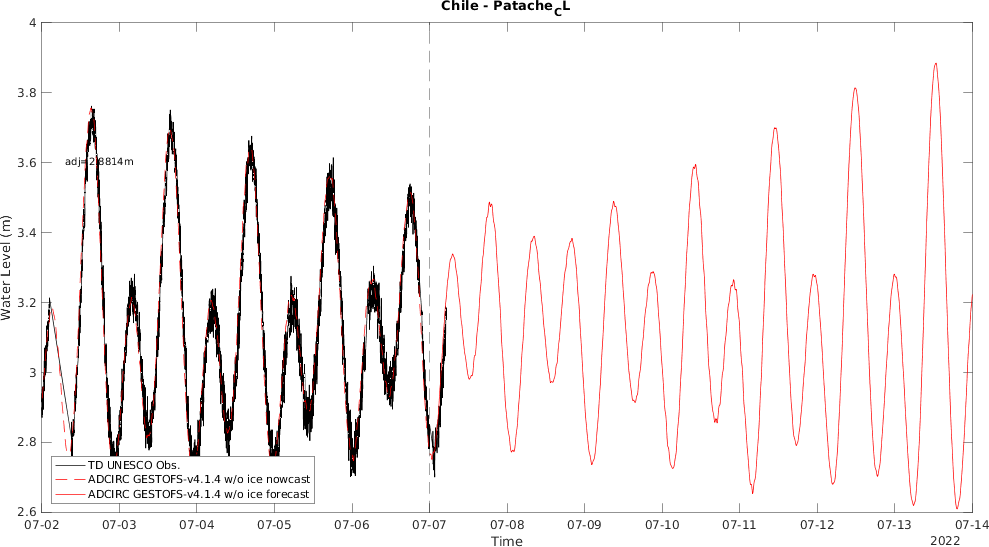 Chile - Patache_CL
4
3.8
3.6
3.4
3.2
3
2.8
2.6
Water Level (m)
adj=2.8814m
TD UNESCO Obs.
ADCIRC GESTOFS-v4.1.4 w/o ice nowcast
ADCIRC GESTOFS-v4.1.4 w/o ice forecast
07-02 07-03 07-04 07-05 07-06 07-07 07-08 07-09 07-10 07-11 07-12 07-13 07-14
Time
2022